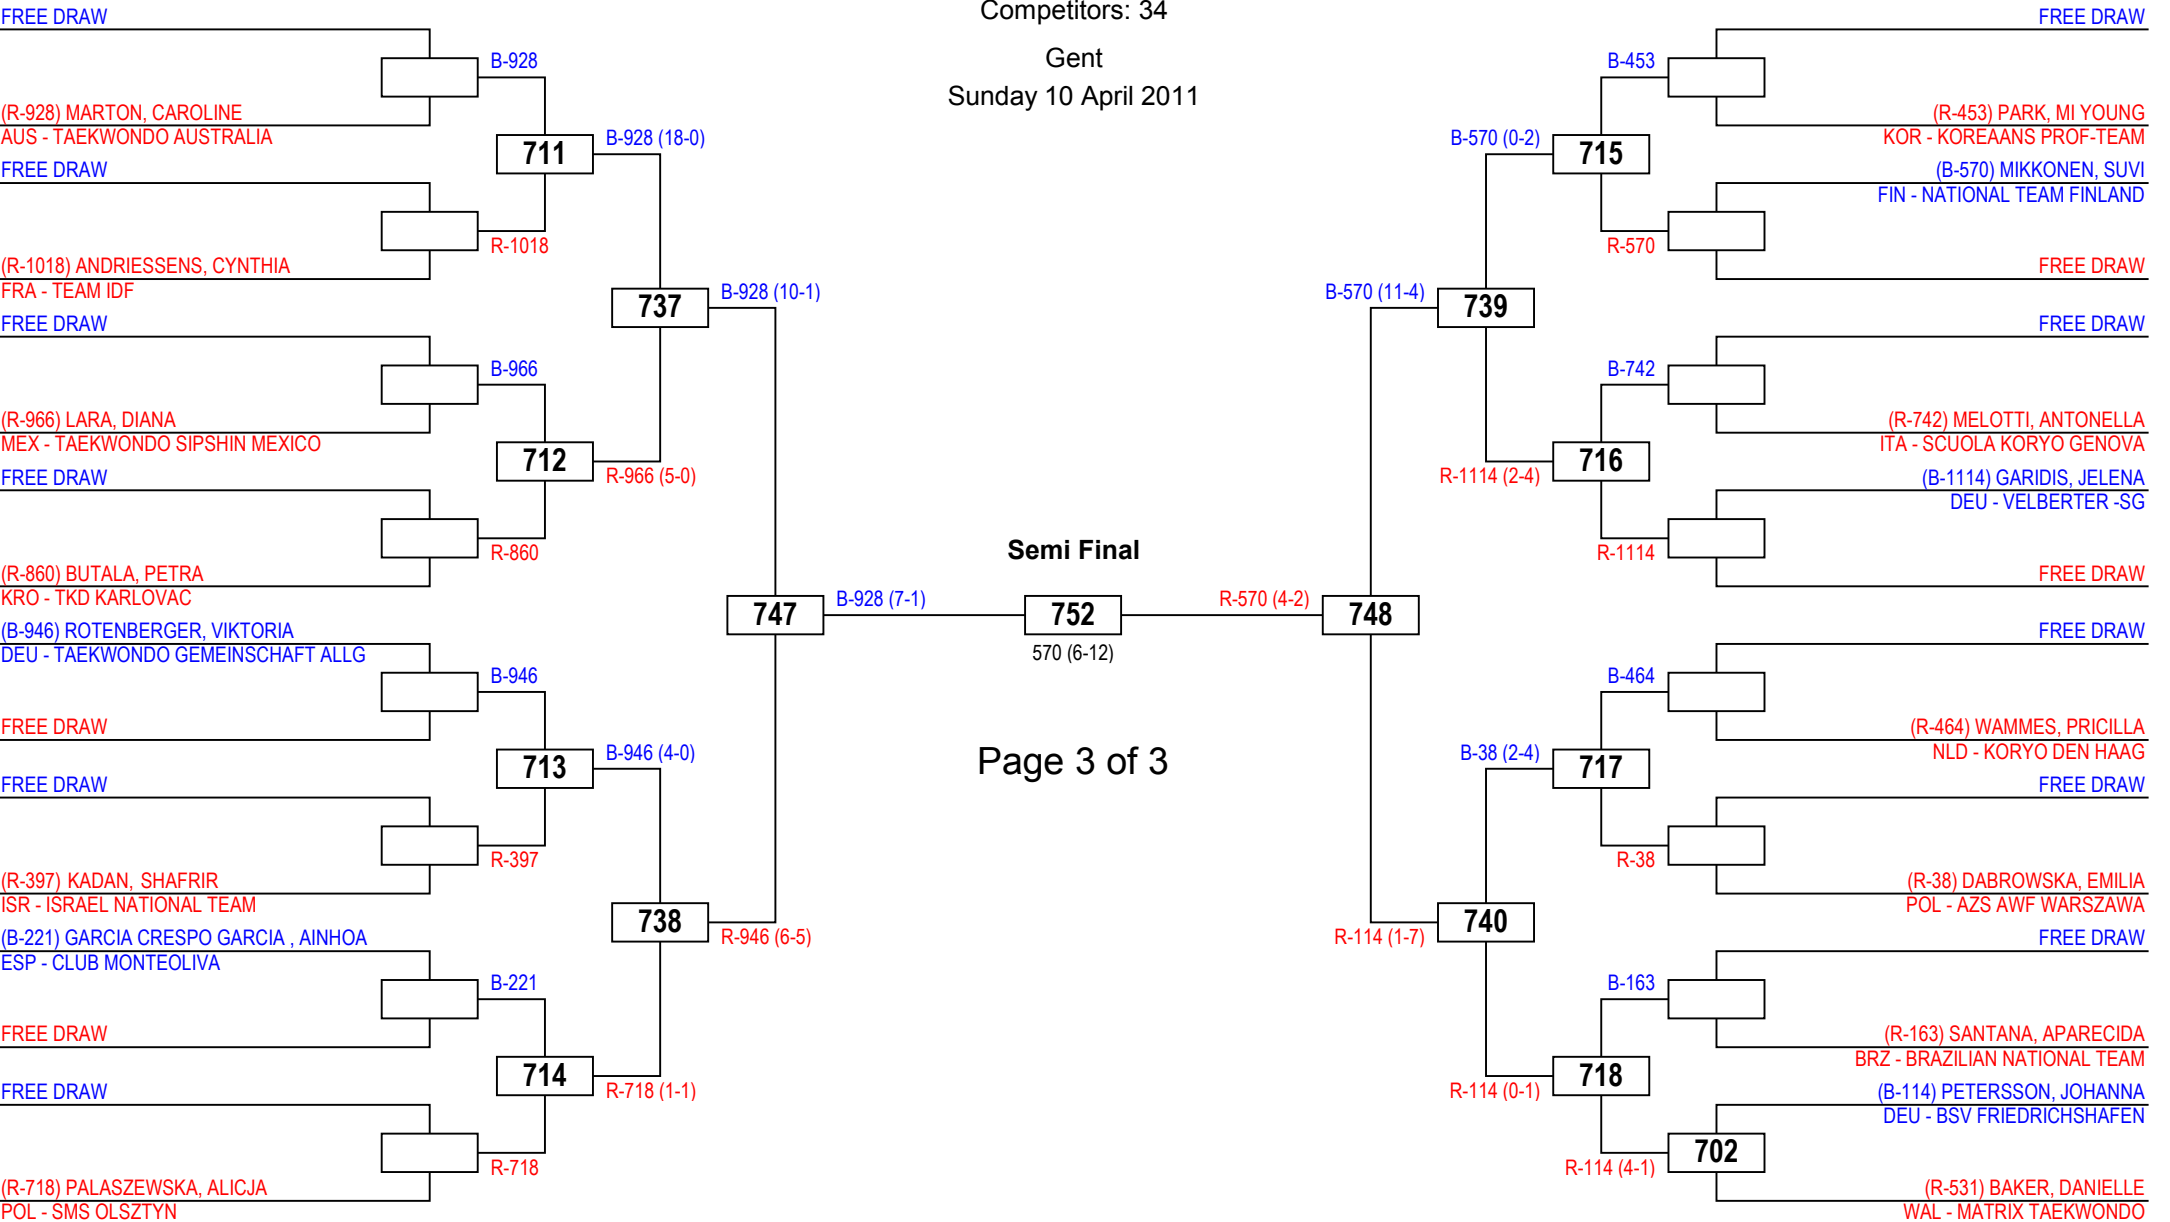 FREE DRAW
B-928
(R-928) MARTON, CAROLINE
AUS - TAEKWONDO AUSTRALIA
711
B-928 (18-0)
FREE DRAW
R-1018
(R-1018) ANDRIESSENS, CYNTHIA
FRA - TEAM IDF
737
B-928 (10-1)
FREE DRAW
B-966
(R-966) LARA, DIANA
MEX - TAEKWONDO SIPSHIN MEXICO
712
R-966 (5-0)
FREE DRAW
R-860
(R-860) BUTALA, PETRA
KRO - TKD KARLOVAC
747
B-928 (7-1)
(B-946) ROTENBERGER, VIKTORIA
DEU - TAEKWONDO GEMEINSCHAFT ALLG
B-946
FREE DRAW
713
B-946 (4-0)
FREE DRAW
R-397
(R-397) KADAN, SHAFRIR
ISR - ISRAEL NATIONAL TEAM
738
R-946 (6-5)
(B-221) GARCIA CRESPO GARCIA , AINHOA
ESP - CLUB MONTEOLIVA
B-221
FREE DRAW
714
R-718 (1-1)
FREE DRAW
R-718
(R-718) PALASZEWSKA, ALICJA
POL - SMS OLSZTYN
Competitors: 34
Gent
Sunday 10 April 2011
Semi Final
752
570 (6-12)
Page 3 of 3
FREE DRAW
B-453
(R-453) PARK, MI YOUNG
KOR - KOREAANS PROF-TEAM
B-570 (0-2)
715
(B-570) MIKKONEN, SUVI
FIN - NATIONAL TEAM FINLAND
R-570
FREE DRAW
B-570 (11-4)
739
FREE DRAW
B-742
(R-742) MELOTTI, ANTONELLA
ITA - SCUOLA KORYO GENOVA
R-1114 (2-4)
716
(B-1114) GARIDIS, JELENA
DEU - VELBERTER -SG
R-1114
FREE DRAW
R-570 (4-2)
748
FREE DRAW
B-464
(R-464) WAMMES, PRICILLA
NLD - KORYO DEN HAAG
B-38 (2-4)
717
FREE DRAW
R-38
(R-38) DABROWSKA, EMILIA
POL - AZS AWF WARSZAWA
R-114 (1-7)
740
FREE DRAW
B-163
(R-163) SANTANA, APARECIDA
BRZ - BRAZILIAN NATIONAL TEAM
R-114 (0-1)
718
(B-114) PETERSSON, JOHANNA
DEU - BSV FRIEDRICHSHAFEN
R-114 (4-1)
702
(R-531) BAKER, DANIELLE
WAL - MATRIX TAEKWONDO